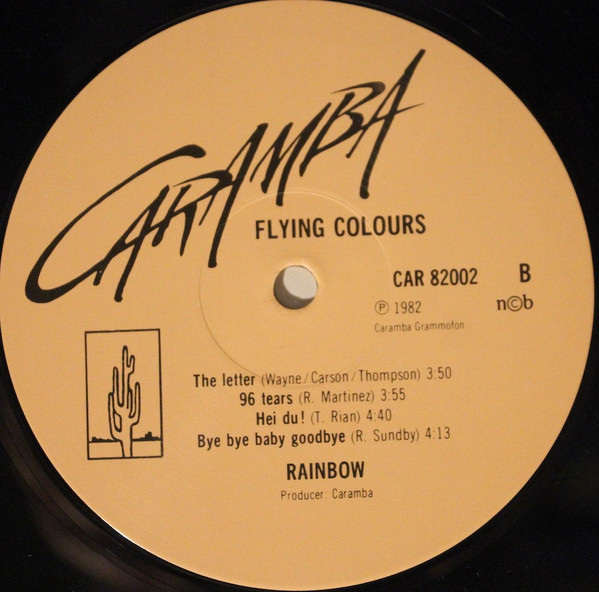 CARAMBA
FLYING COLOURS
CAR 82002 B
℗ 1982 n©b
Caramba Grammofon
The letter (Wayne/Carson/Thompson) 3:50
96 tears (R. Martinez) 3:55
Hei du! (T. Rian) 4:40
Bye bye baby goodbye (R. Sundby) 4:13
RAINBOW
Producer: Caramba